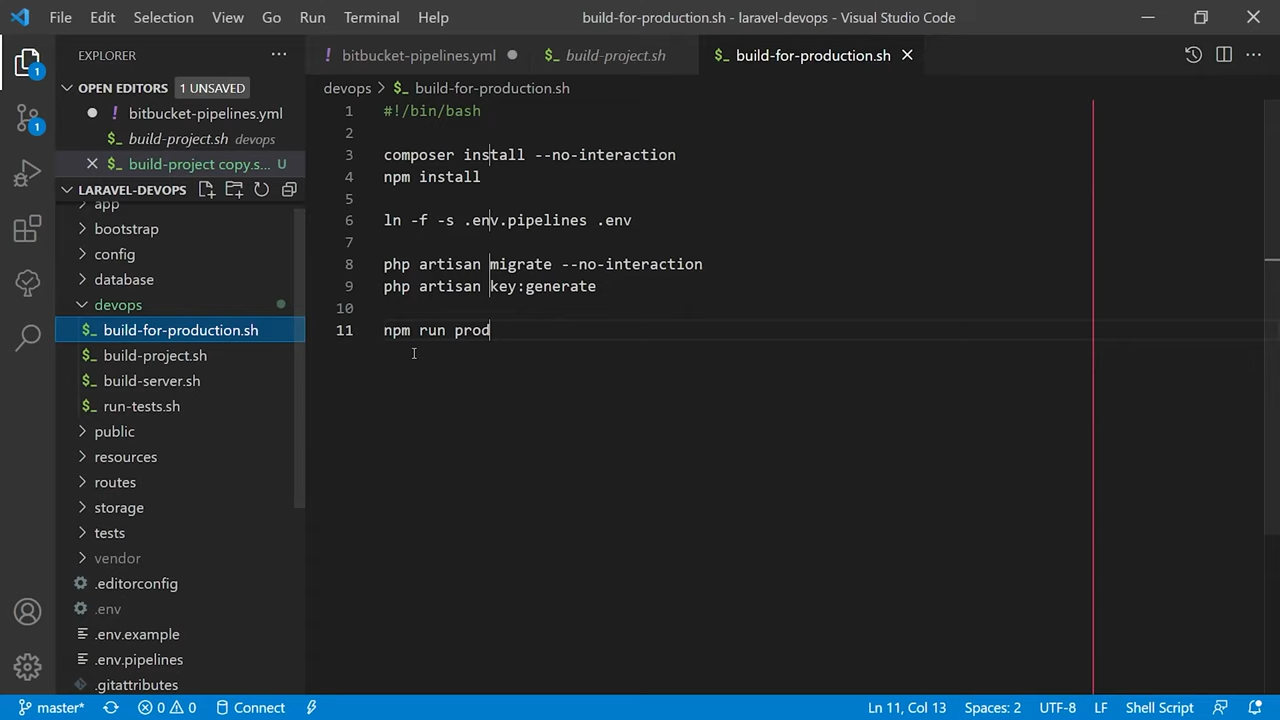 File Edit Selection View Go Run Terminal Help
build-for-production.sh - laravel-devops - Visual Studio Code
EXPLORER
OPEN EDITORS 1 UNSAVED
bitbucket-pipelines.yml
build-project.sh devops
build-project copy.s... U
LARAVEL-DEVOPS
app
bootstrap
config
database
devops
build-for-production.sh
build-project.sh
build-server.sh
run-tests.sh
public
resources
routes
storage
tests
vendor
.editorconfig
.env
.env.example
.env.pipelines
.gitattributes
1
1
bitbucket-pipelines.yml
build-project.sh
build-for-production.sh
devops > build-for-production.sh
1 #!/bin/bash
2
3 composer install --no-interaction
4 npm install
5
6 ln -f -s .env.pipelines .env
7
8 php artisan migrate --no-interaction
9 php artisan key:generate
10
11 npm run prod
master* 0 0 Connect
Ln 11, Col 13 Spaces: 2 UTF-8 LF Shell Script